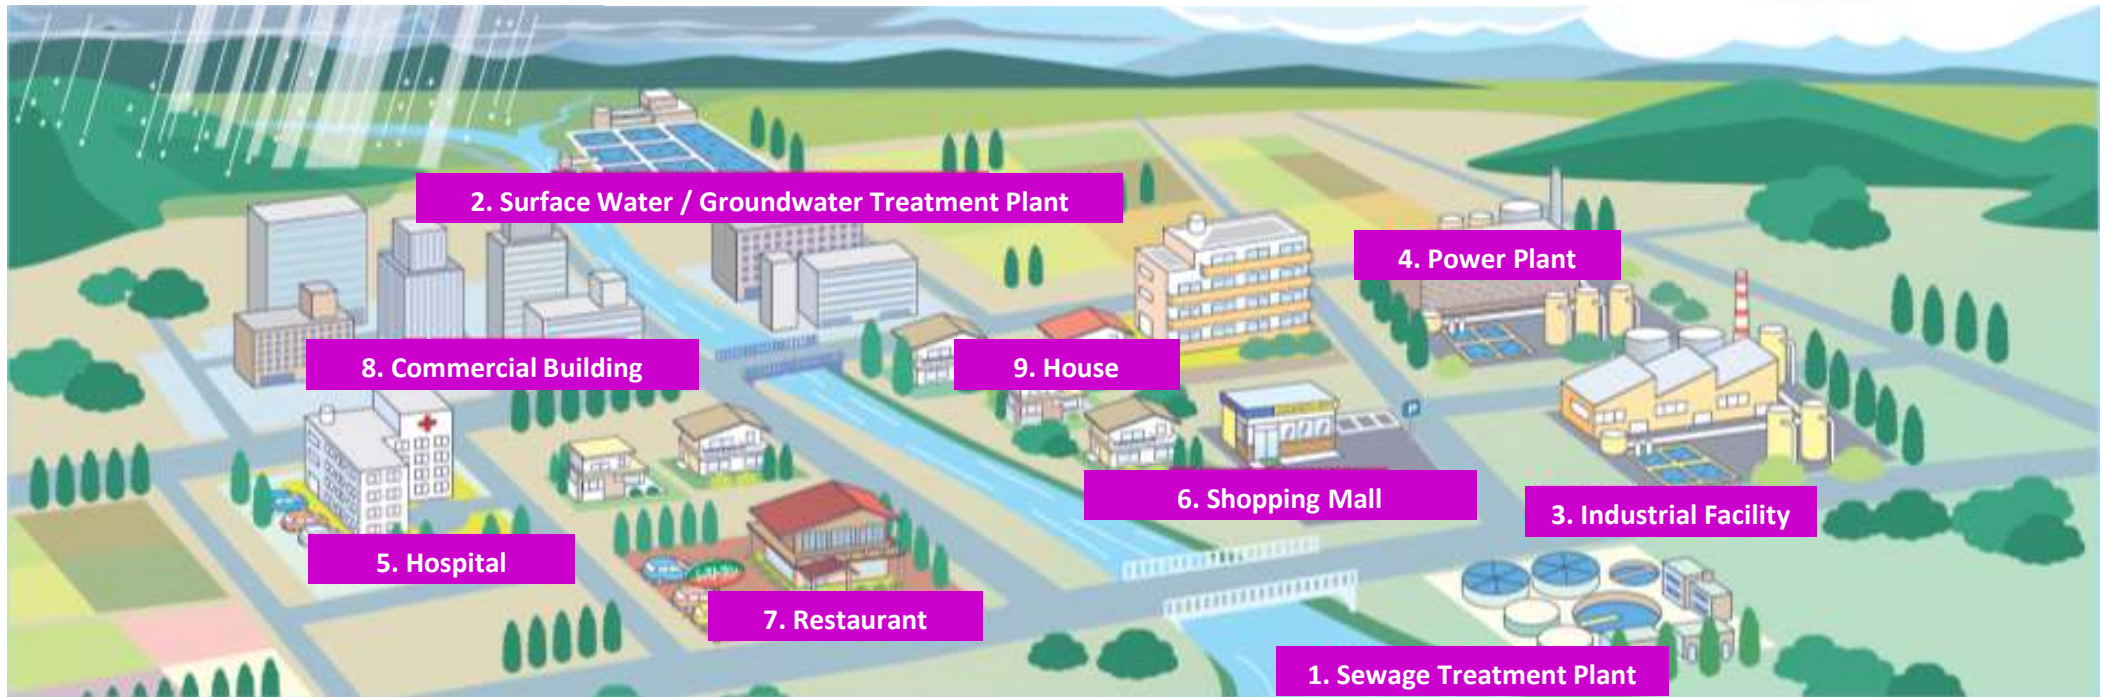 2. Surface Water / Groundwater Treatment Plant
4. Power Plant
8. Commercial Building
9. House
P
6. Shopping Mall
3. Industrial Facility
5. Hospital
7. Restaurant
1. Sewage Treatment Plant